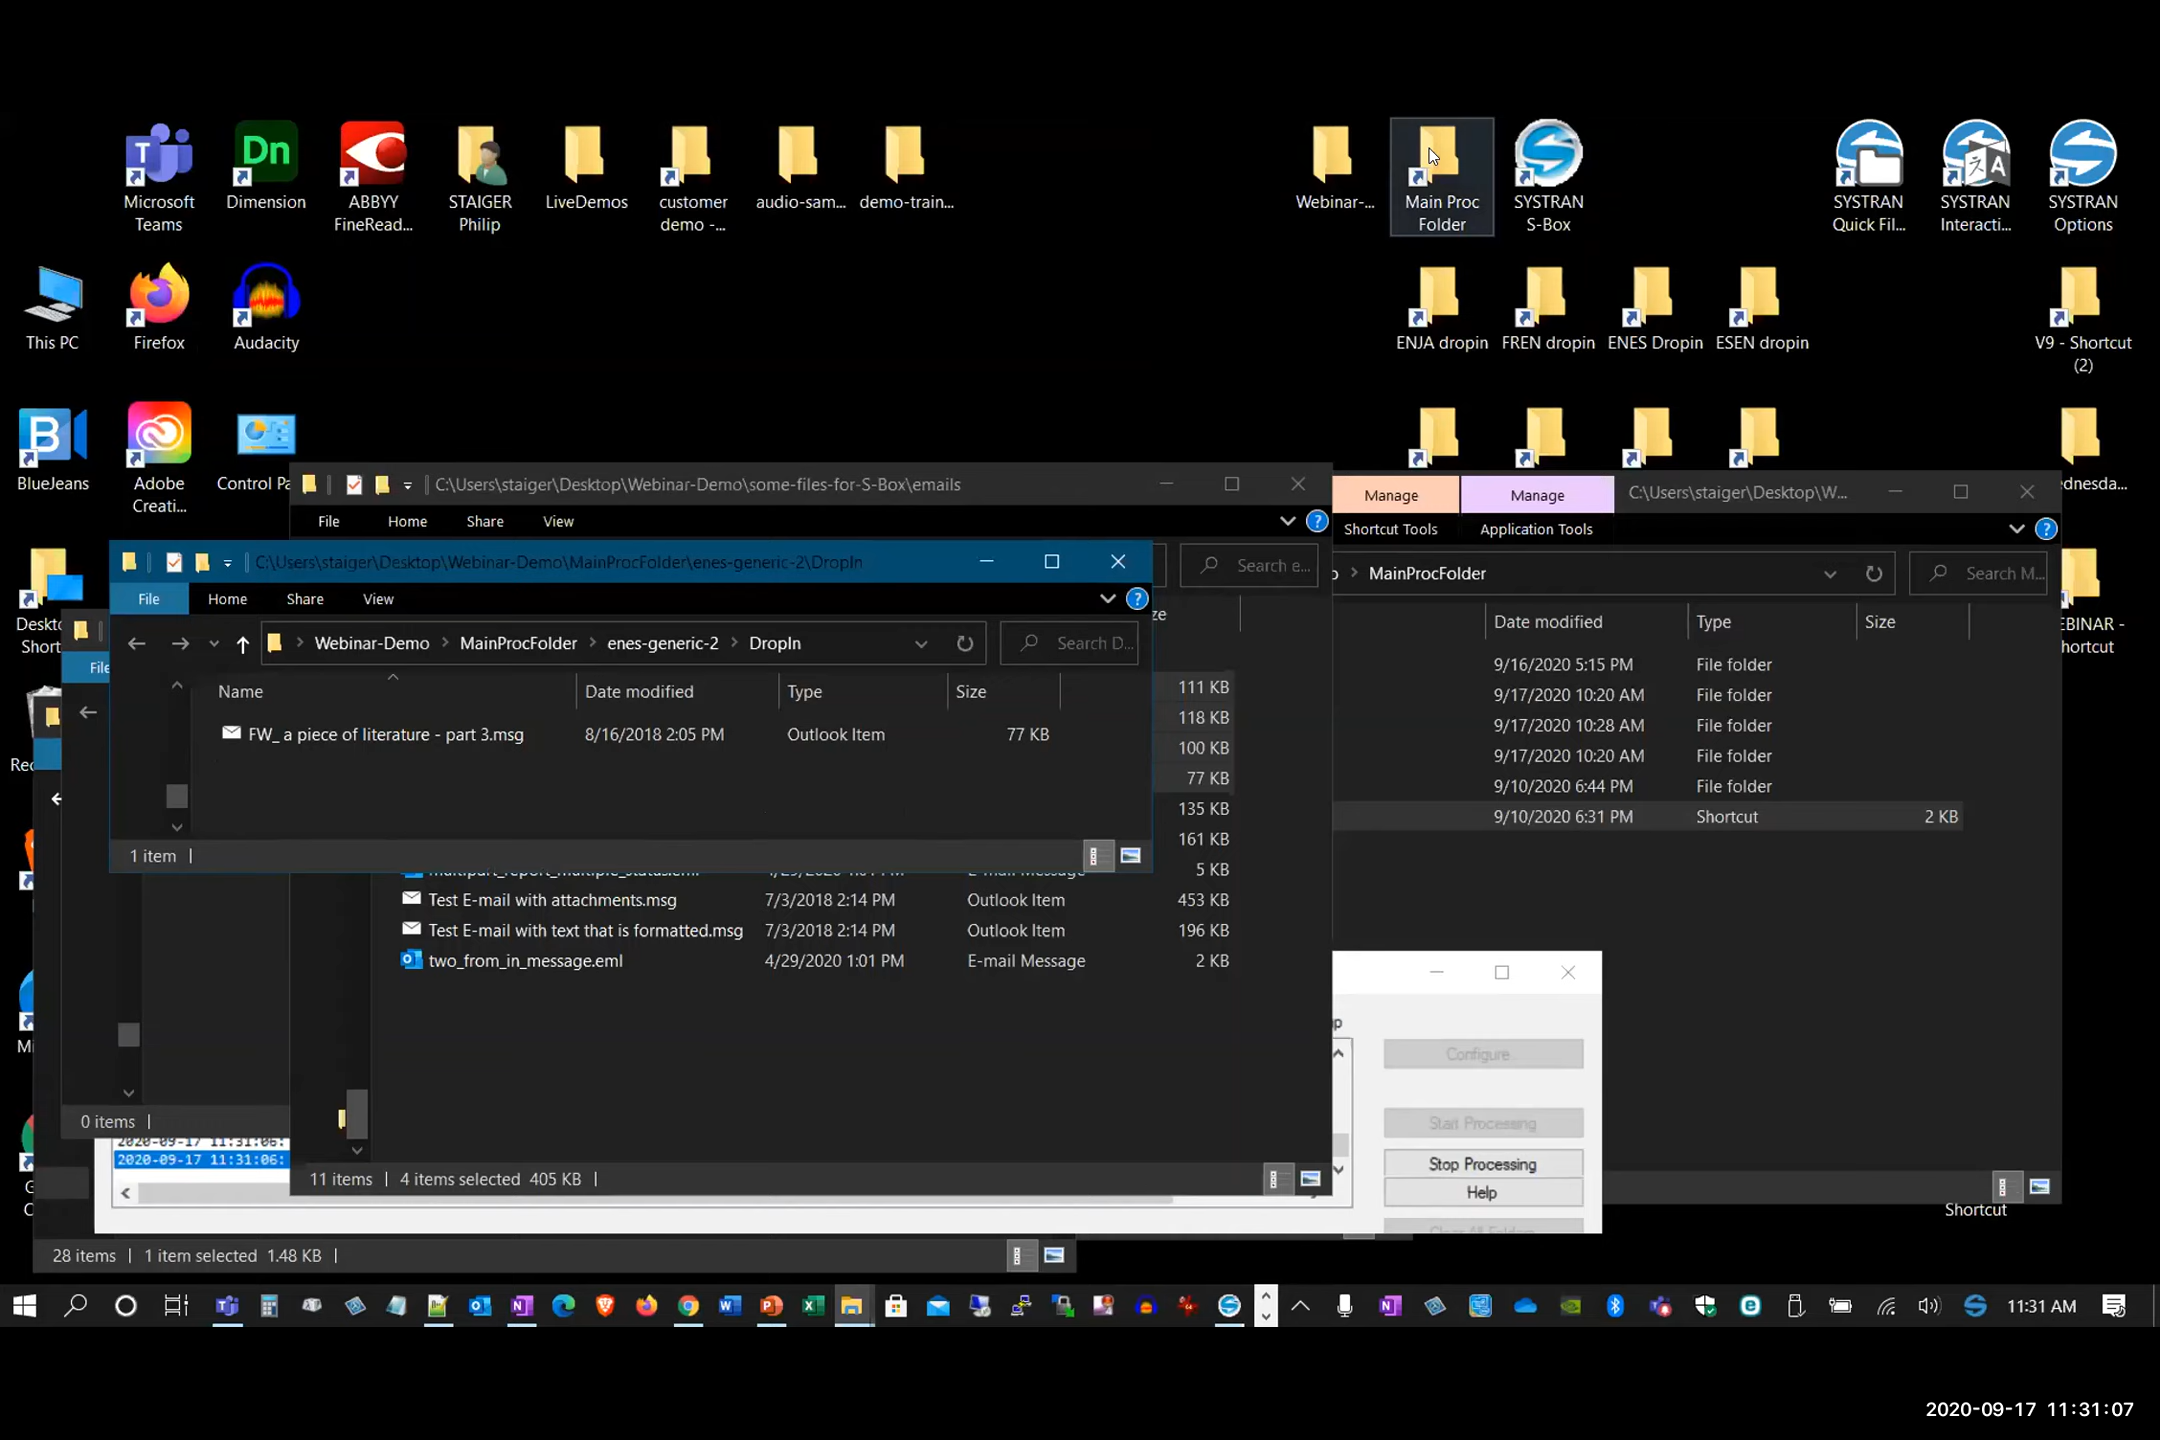 Microsoft Teams
Dimension
ABBYY FineRead...
STAIGER Philip
LiveDemos
customer demo -...
audio-sam...
demo-train...
Webinar-...
Main Proc Folder
SYSTRAN S-Box
SYSTRAN Quick Fil...
SYSTRAN Interacti...
SYSTRAN Options
This PC
Firefox
Audacity
ENJA dropin
FREN dropin
ENES Dropin
ESEN dropin
V9 - Shortcut (2)
BlueJeans
Adobe Creati...
Control Pa
C:\Users\staiger\Desktop\Webinar-Demo\some-files-for-S-Box\emails
File Home Share View
Search e...
Manage
Manage
C:\Users\staiger\Desktop\W...
Shortcut Tools
Application Tools
MainProcFolder
Search M...
Date modified Type Size
9/16/2020 5:15 PM File folder
9/17/2020 10:20 AM File folder
9/17/2020 10:28 AM File folder
9/17/2020 10:20 AM File folder
9/10/2020 6:44 PM File folder
9/10/2020 6:31 PM Shortcut 2 KB
C:\Users\staiger\Desktop\Webinar-Demo\MainProcFolder\enes-generic-2\DropIn
File Home Share View
Webinar-Demo MainProcFolder enes-generic-2 DropIn
Search D...
Name Date modified Type Size
FW_ a piece of literature - part 3.msg 8/16/2018 2:05 PM Outlook Item 77 KB
1 item
111 KB
118 KB
100 KB
77 KB
135 KB
161 KB
5 KB
Test E-mail with attachments.msg 7/3/2018 2:14 PM Outlook Item 453 KB
Test E-mail with text that is formatted.msg 7/3/2018 2:14 PM Outlook Item 196 KB
two_from_in_message.eml 4/29/2020 1:01 PM E-mail Message 2 KB
11 items 4 items selected 405 KB
Configure
Start Processing
Stop Processing
Help
0 items
2020-09-17 11:31:06:
2020-09-17 11:31:06:
28 items 1 item selected 1.48 KB
Shortcut
11:31 AM
2020-09-17 11:31:07